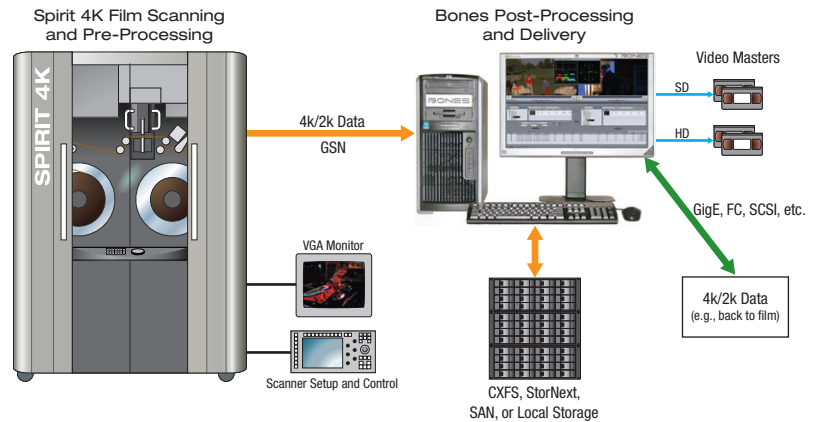 Spirit 4K Film Scanning
and Pre-Processing
Bones Post-Processing
and Delivery
SPIRIT 4K
4k/2k Data
GSN
BONES
BONES
Video Masters
SD
HD
GigE, FC, SCSI, etc.
VGA Monitor
Scanner Setup and Control
4k/2k Data
(e.g., back to film)
CXFS, StorNext,
SAN, or Local Storage